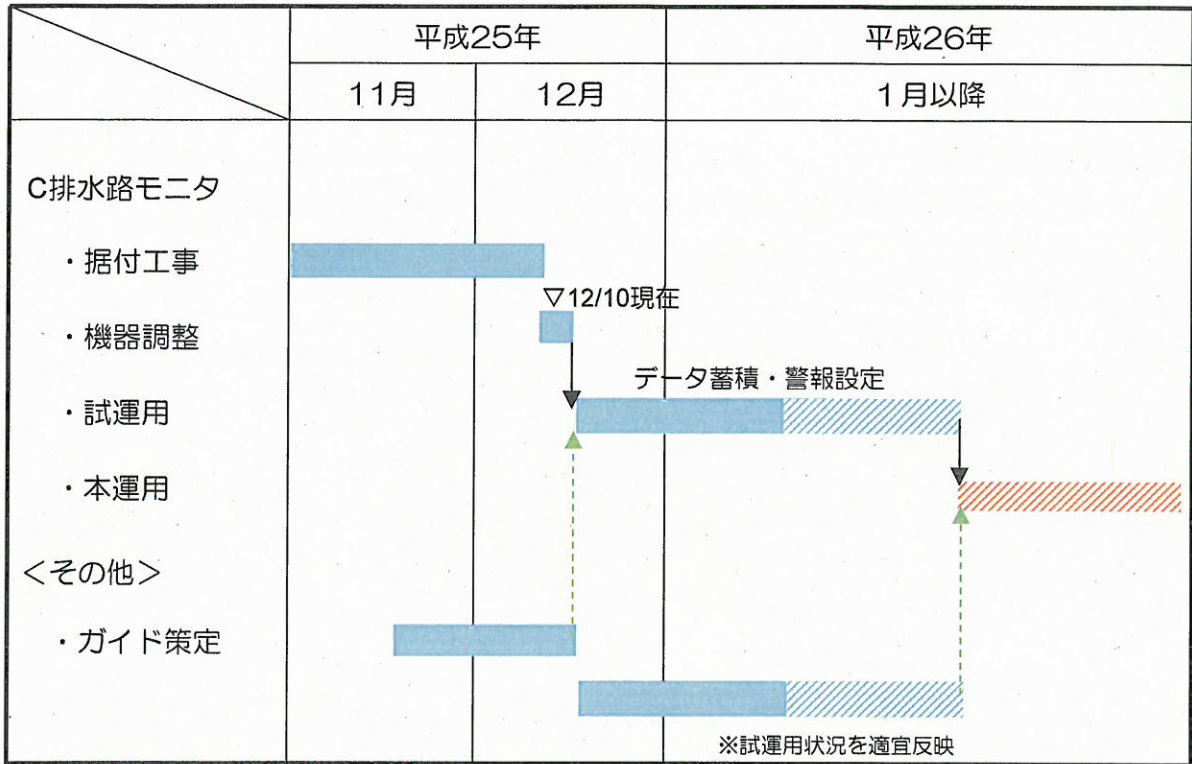 平成25年
平成26年
11月
12月
1月以降
C排水路モニタ
・据付工事
▽12/10現在
・機器調整
データ蓄積・警報設定
・試運用
・本運用
＜その他＞
・ガイド策定
※試運用状況を適宜反映